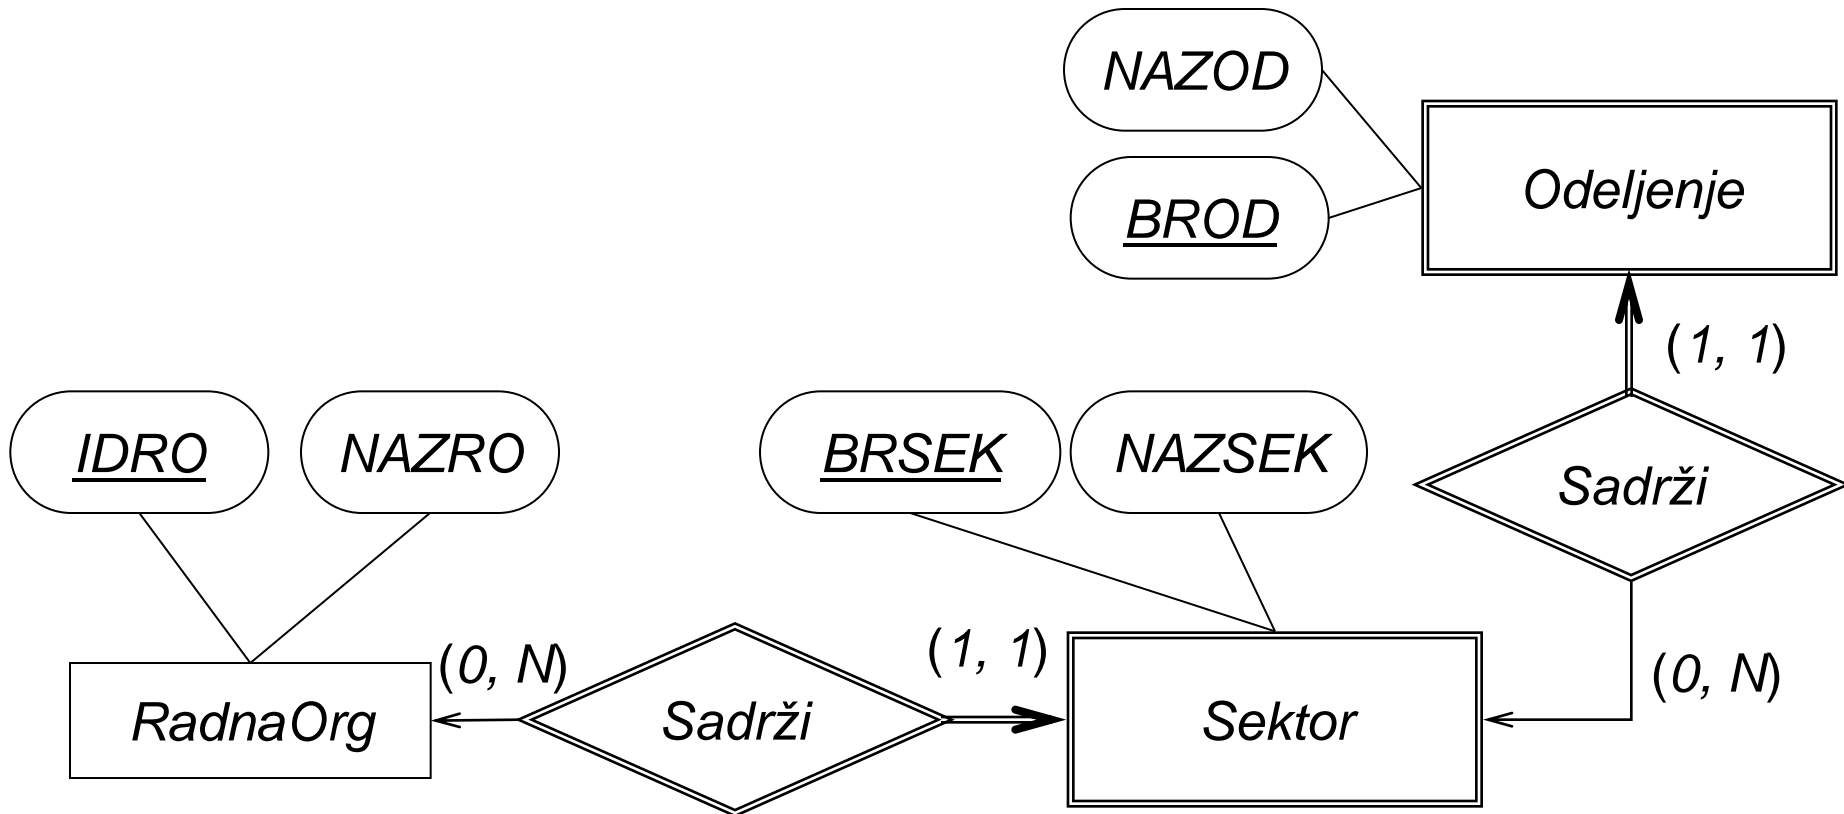 NAZOD
BROD
Odeljenje
(1, 1)
IDRO
NAZRO
BRSEK
NAZSEK
Sadrži
RadnaOrg
(0, N)
Sadrži
(1, 1)
Sektor
(0, N)